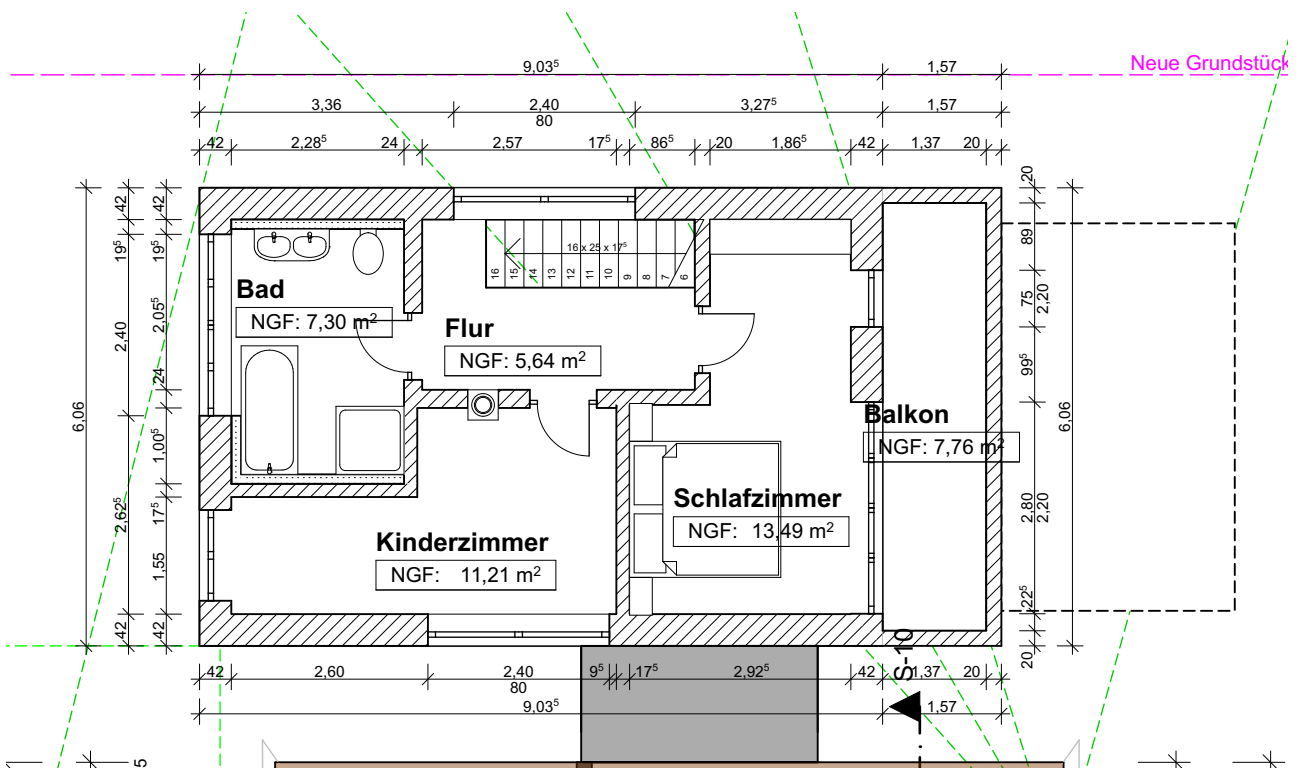 9,03⁵ 1,57 Neue Grundstück
3,36 2,40 3,27⁵ 1,57
80
42 2,28⁵ 24 2,57 17⁵ 86⁵ 20 1,86⁵ 42 1,37 20
6,06
42 2,40 2,62⁵ 42
42 19⁵ 19⁵ 2,05⁵ 24 1,00⁵ 17⁵ 1,55 42
16 x 25 x 17⁵
16 15 14 13 12 11 10 9 8 7 6
Bad
NGF: 7,30 m²
Flur
NGF: 5,64 m²
Balkon
NGF: 7,76 m²
Schlafzimmer
NGF: 13,49 m²
Kinderzimmer
NGF: 11,21 m²
20 89 75 99⁵ 2,80 22⁵ 20
2,20 2,20
6,06
S-10
42 2,60 2,40 9⁵ 17⁵ 2,92⁵ 42 1,37 20
80
9,03⁵ 1,57
5